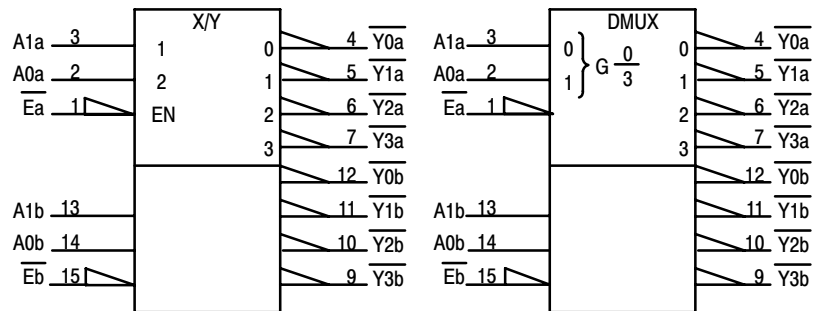 X/Y
A1a 3 1 0 4 Y0a
A0a 2 2 1 5 Y1a
Ea 1 EN 2 6 Y2a
3 7 Y3a
12 Y0b
A1b 13 11 Y1b
A0b 14 10 Y2b
Eb 15 9 Y3b
DMUX
A1a 3 0 0 4 Y0a
A0a 2 1 } G 0/3 1 5 Y1a
Ea 1 2 6 Y2a
3 7 Y3a
12 Y0b
A1b 13 11 Y1b
A0b 14 10 Y2b
Eb 15 9 Y3b